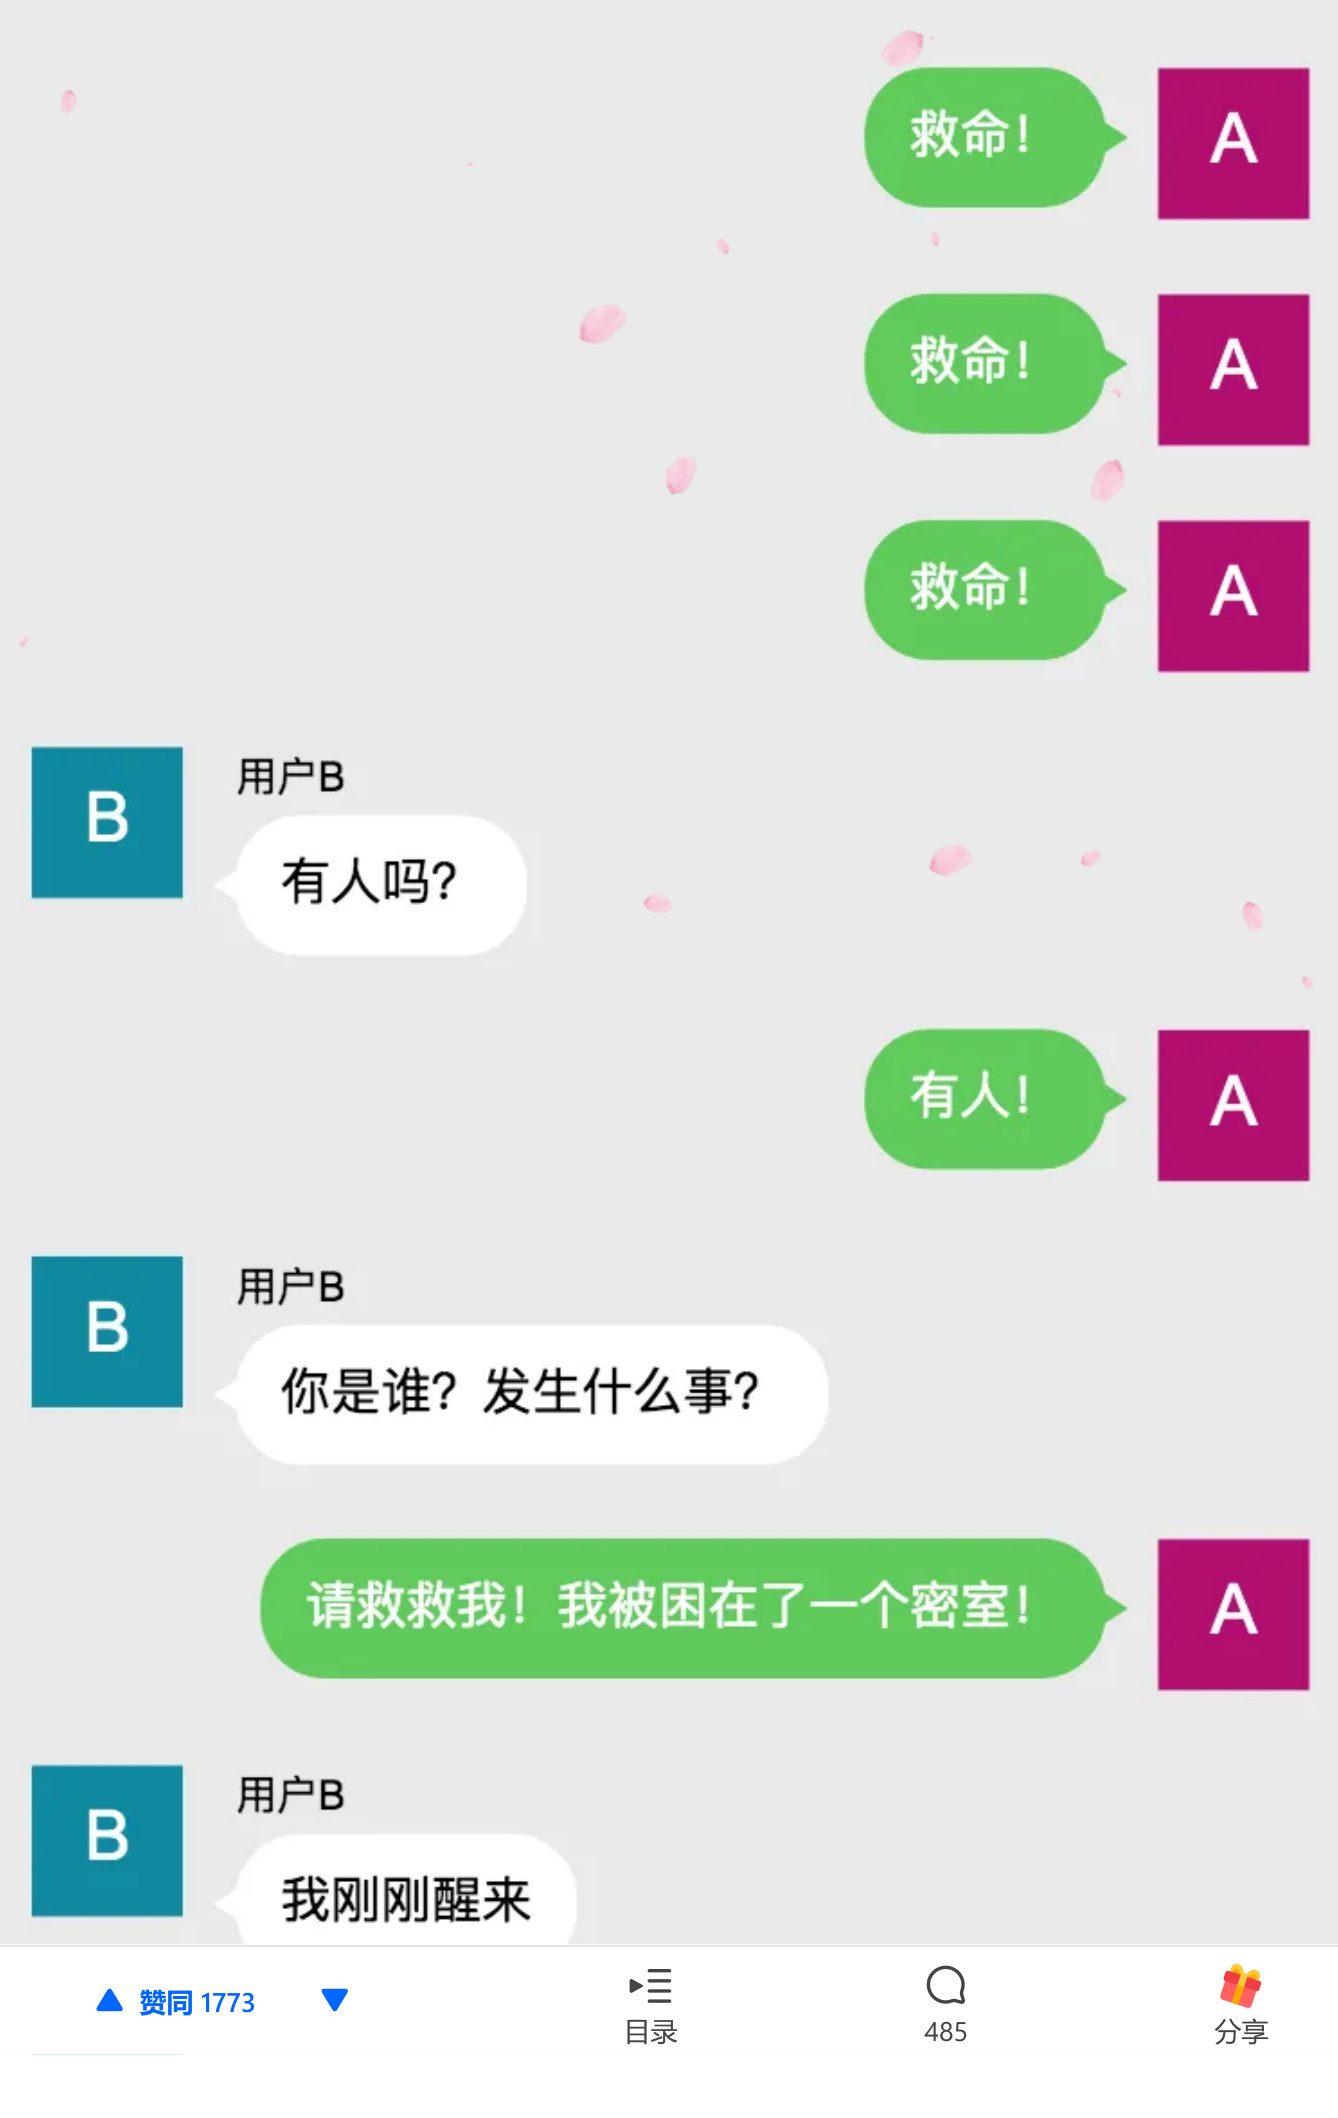 救命！
A
救命！
A
救命！
A
B
用户B
有人吗？
有人！
A
B
用户B
你是谁？发生什么事？
请救救我！我被困在了一个密室！
A
B
用户B
我刚刚醒来
赞同 1773
目录
485
分享